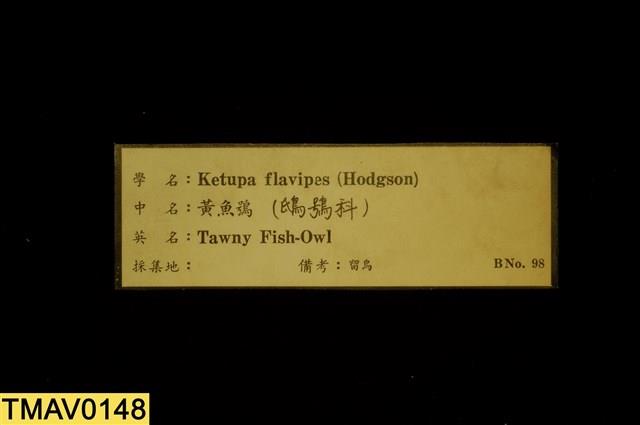 學 名：Ketupa flavipes (Hodgson)
中 名：黃魚鴞 (鴟鴞科)
英 名：Tawny Fish-Owl
採集地： 備考：留鳥 BNo. 98
TMAV0148